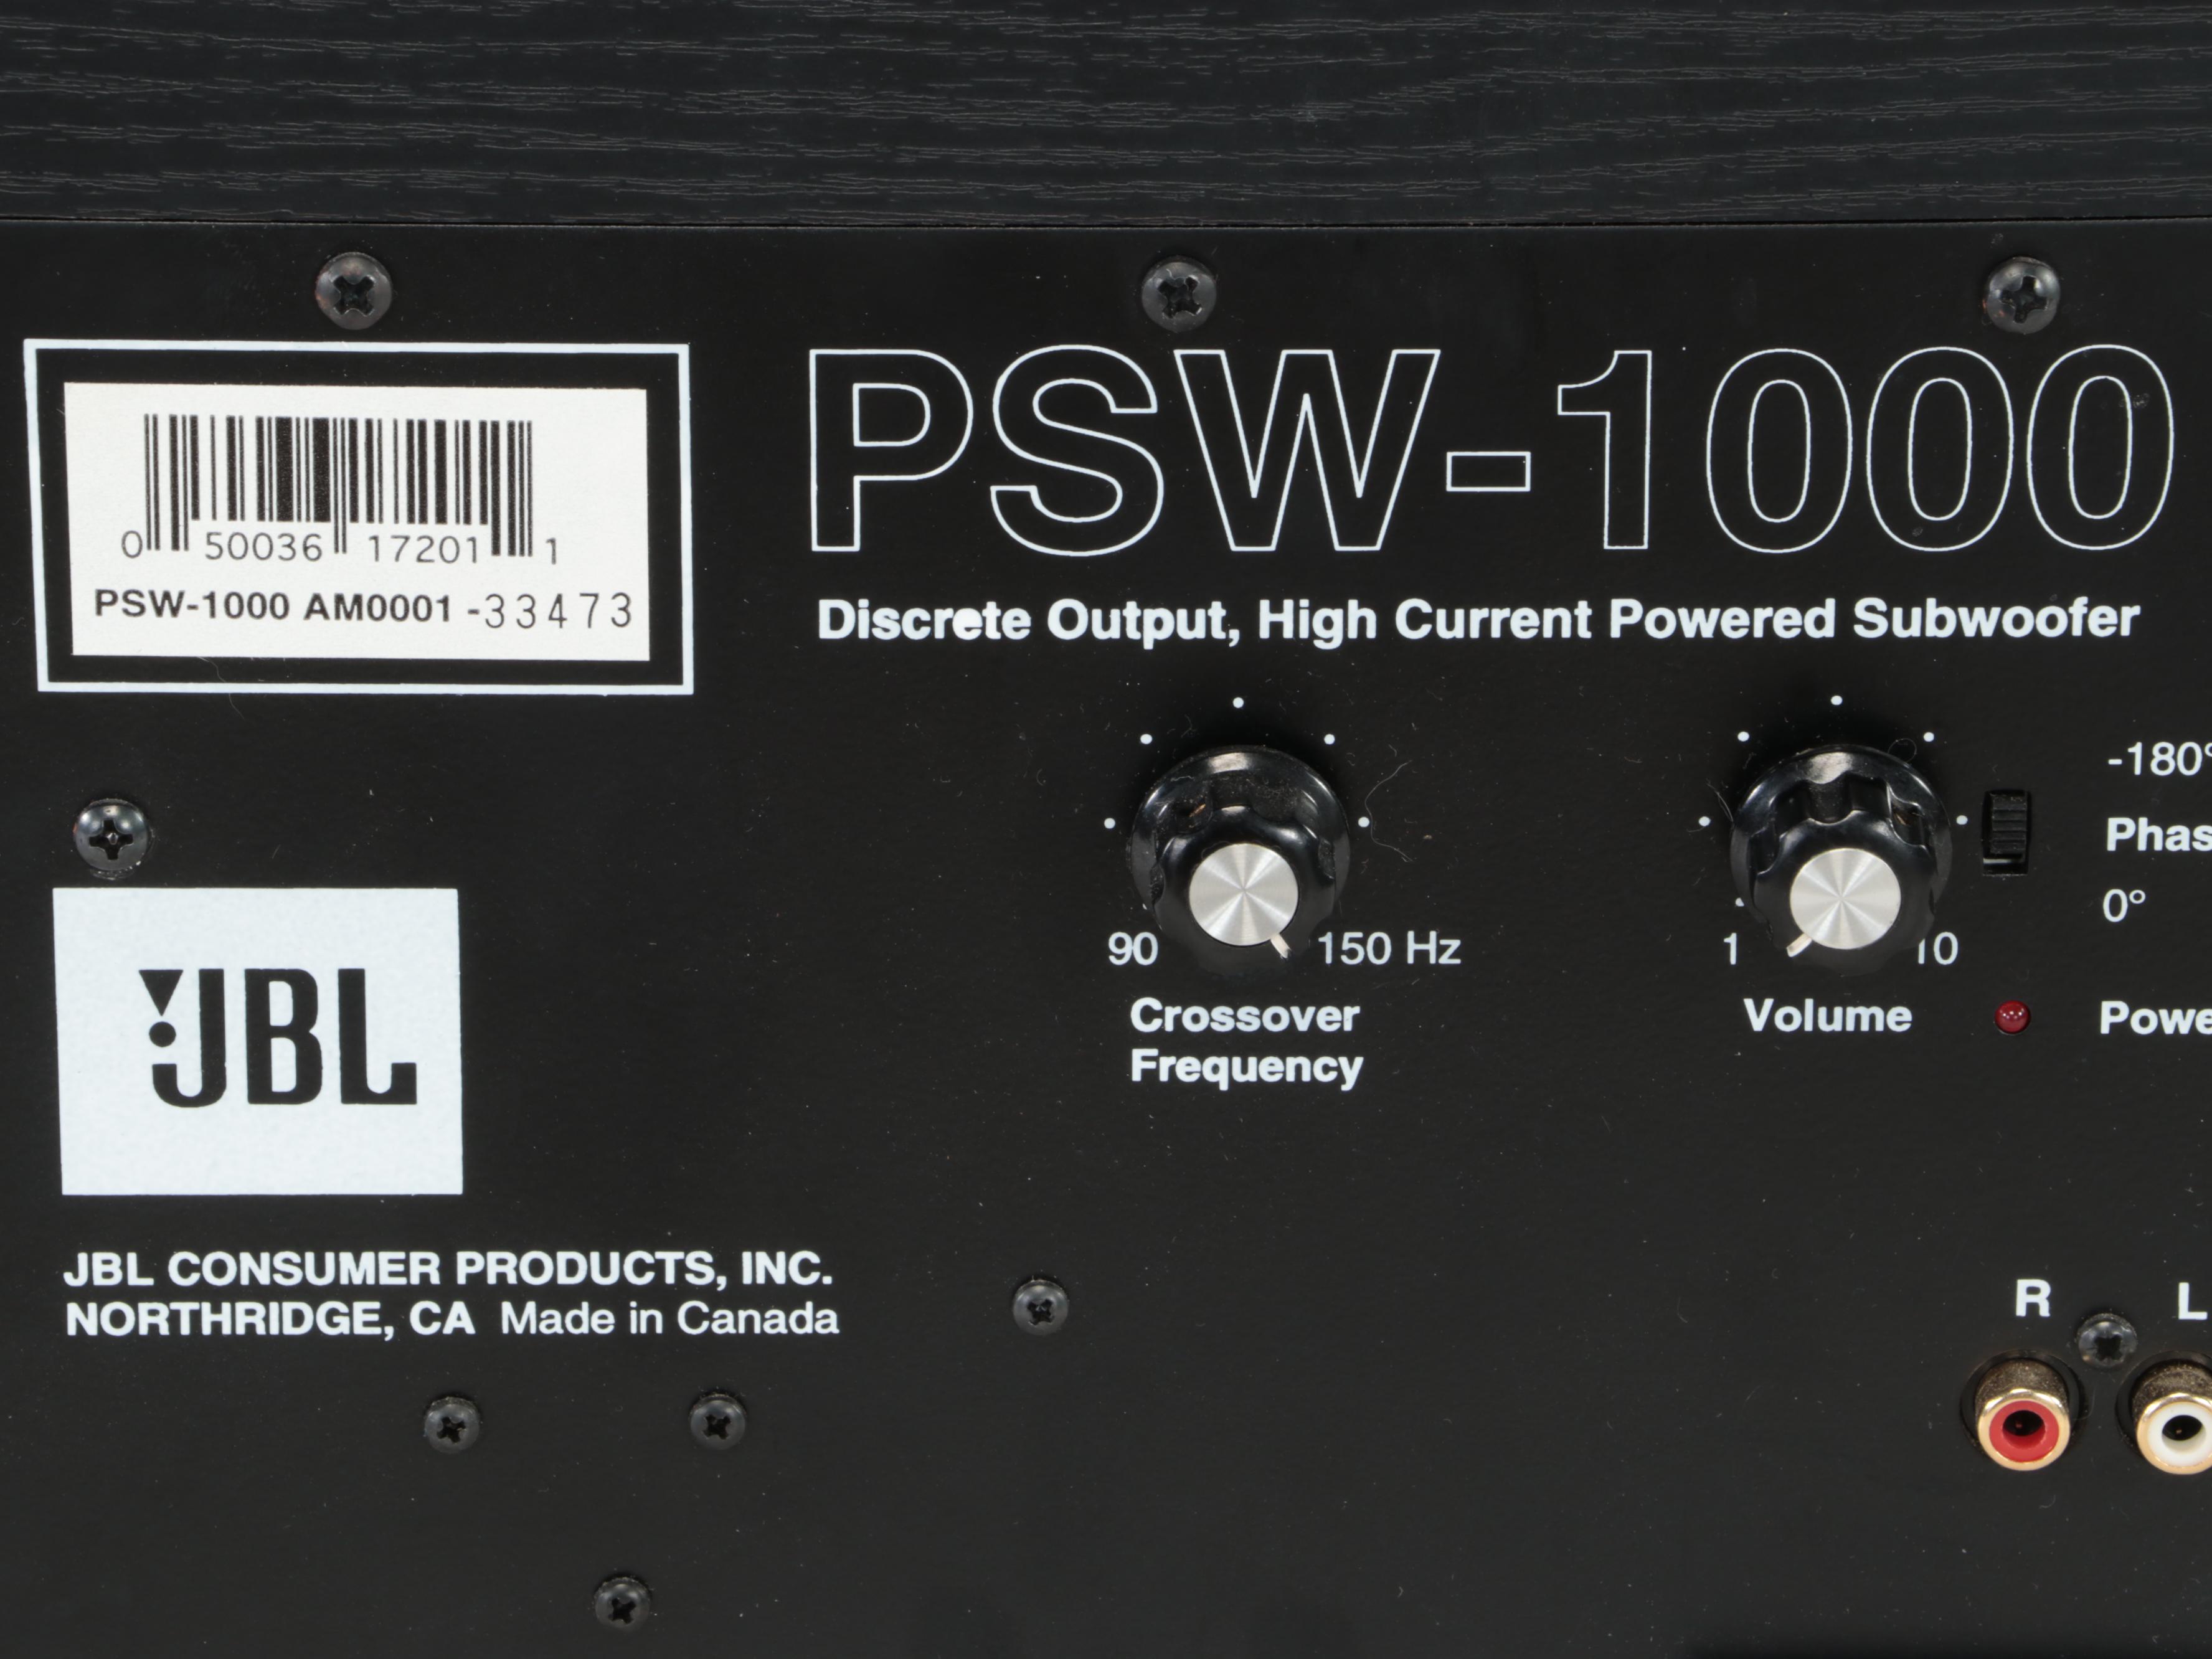 0 50036 17201 1
PSW-1000 AM0001 -33473
PSW-1000
Discrete Output, High Current Powered Subwoofer
90
150 Hz
Crossover
Frequency
1
10
Volume
-180°
Phas
0°
Powe
JBL
JBL CONSUMER PRODUCTS, INC.
NORTHRIDGE, CA Made in Canada
R
L